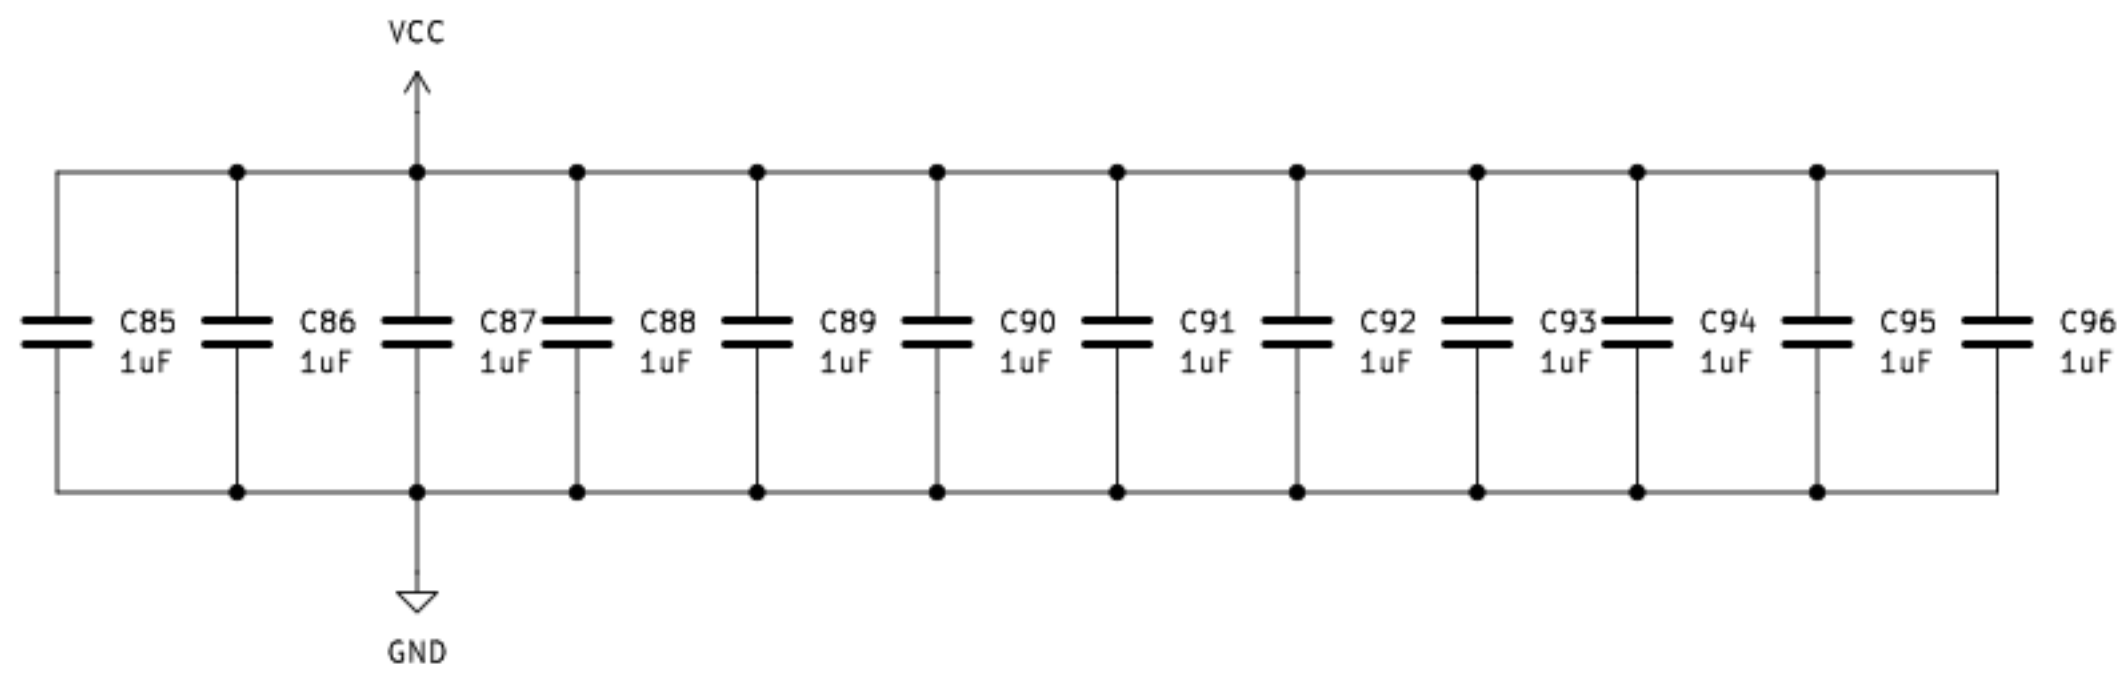 VCC
C85 C86 C87 C88 C89 C90 C91 C92 C93 C94 C95 C96
1uF 1uF 1uF 1uF 1uF 1uF 1uF 1uF 1uF 1uF 1uF 1uF
GND